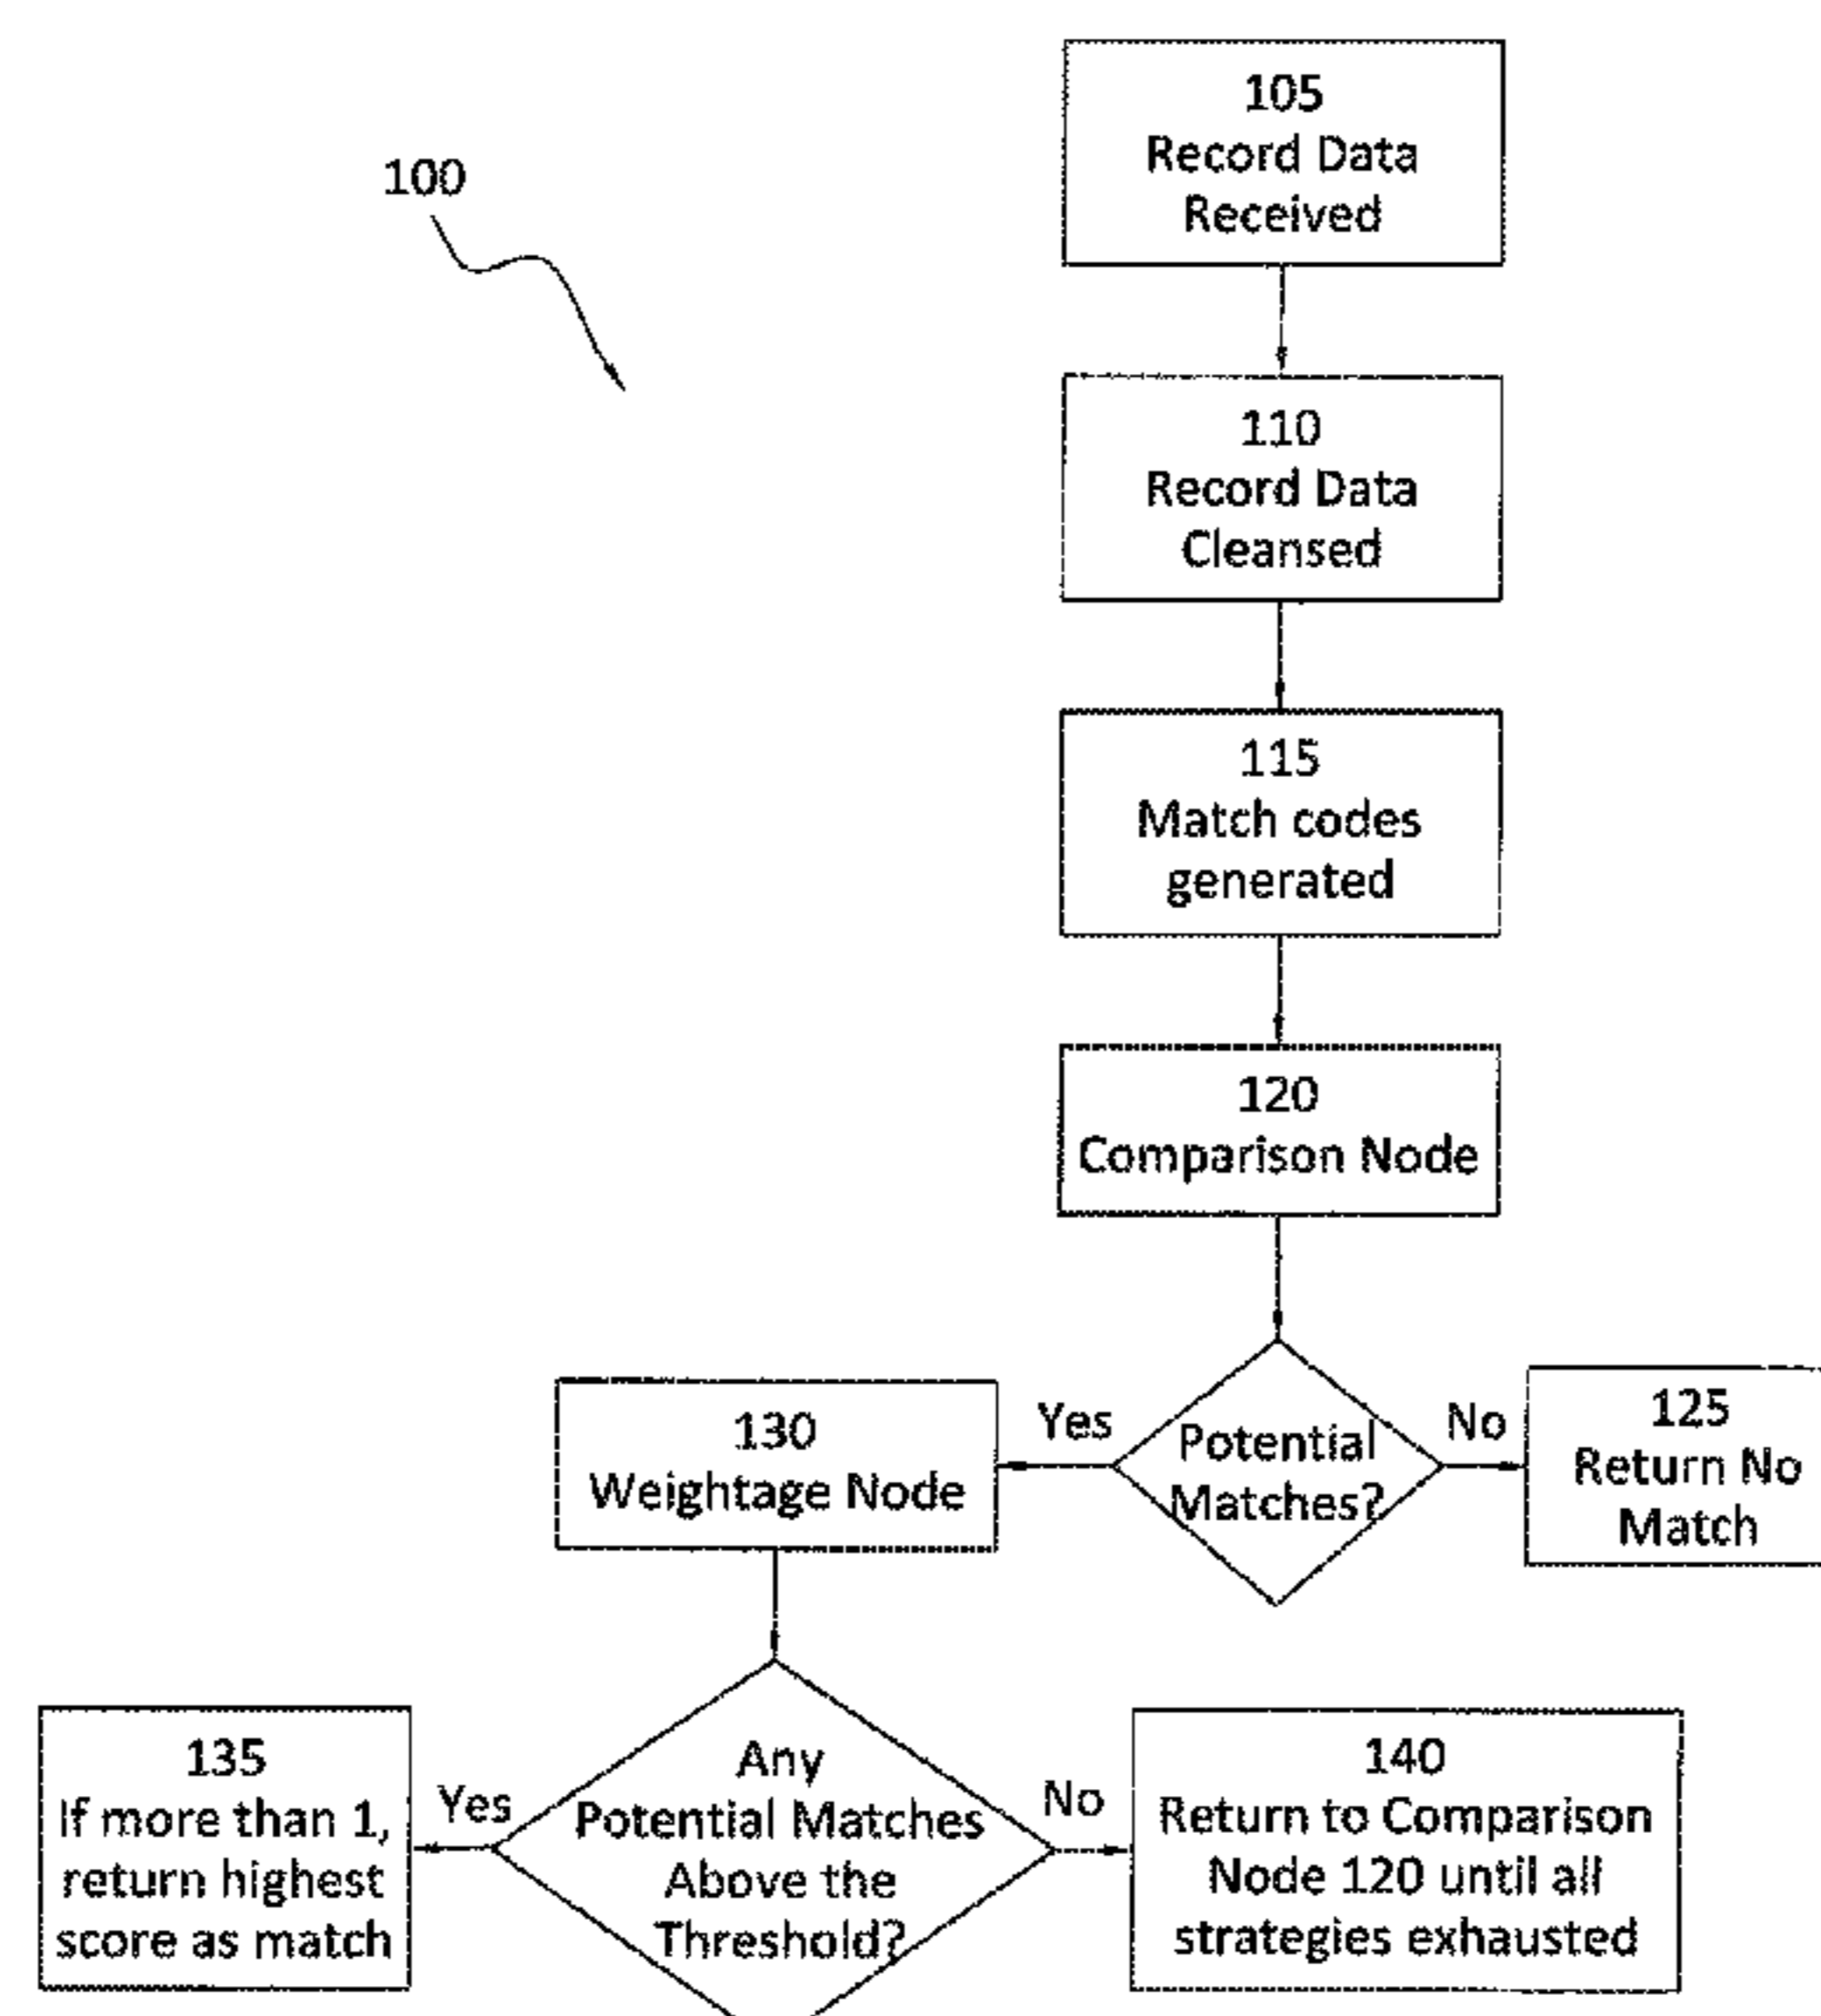 105
Record Data
Received
100
110
Record Data
Cleansed
115
Match codes
generated
120
Comparison Node
Potential
Matches?
Yes
No
130
Weightage Node
125
Return No
Match
Any
Potential Matches
Above the
Threshold?
Yes
No
135
If more than 1,
return highest
score as match
140
Return to Comparison
Node 120 until all
strategies exhausted